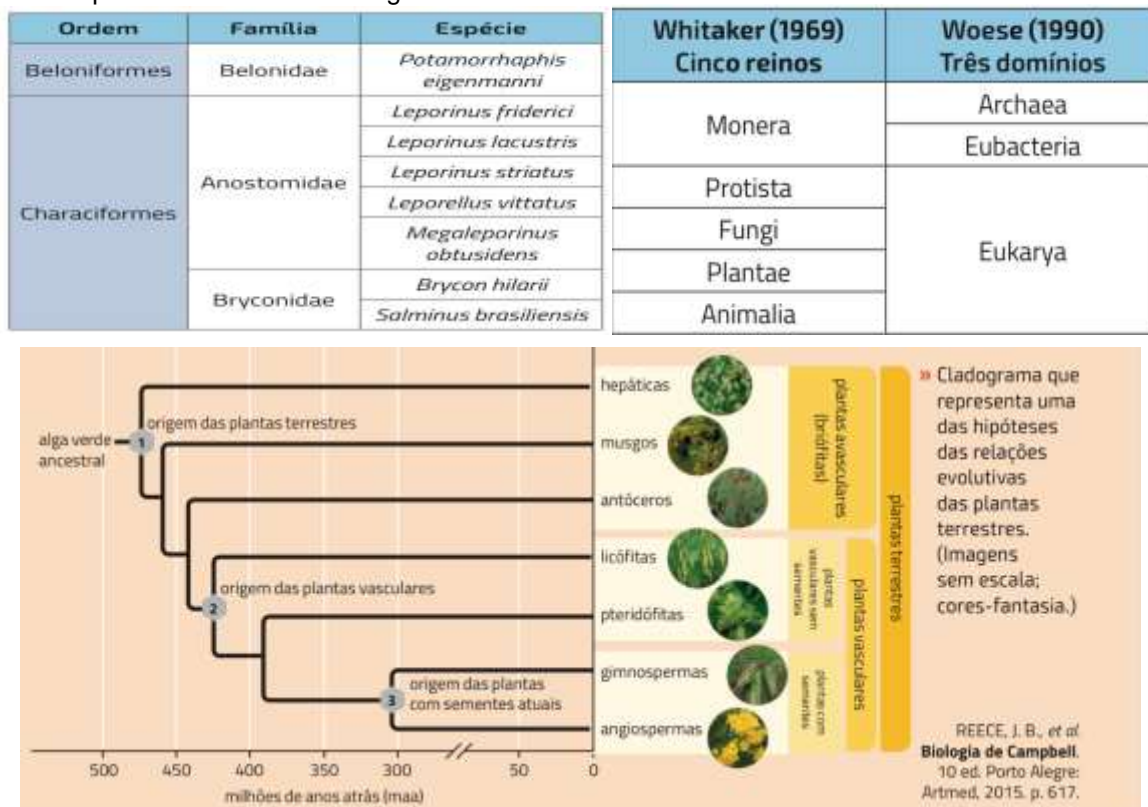 Ordem Família Espécie
Beloniformes Belonidae Potamorrhaphis
eigenmanni
Characiformes Anostomidae Leporinus friderici
Leporinus lacustris
Leporinus striatus
Leporellus vittatus
Megaleporinus
obtusidens
Bryconidae Brycon hilarii
Salminus brasiliensis
Whitaker (1969)
Cinco reinos
Woese (1990)
Três domínios
Monera
Archaea
Eubacteria
Protista
Fungi
Plantae
Animalia
Eukarya
alga verde
ancestral
1
origem das plantas terrestres
2
origem das plantas vasculares
3
origem das plantas
com sementes atuais
hepáticas
musgos
antóceros
licófitas
pteridófitas
gimnospermas
angiospermas
plantas avasculares
(briófitas)
plantas
vasculares sem
sementes
plantas com
sementes
plantas vasculares
plantas terrestres
500 450 400 350 300 50 0
milhões de anos atrás (maa)
» Cladograma que
representa uma
das hipóteses
das relações
evolutivas
das plantas
terrestres.
(Imagens
sem escala;
cores-fantasia.)
REECE, J. B., et al.
Biologia de Campbell.
10 ed. Porto Alegre:
Artmed, 2015. p. 617.